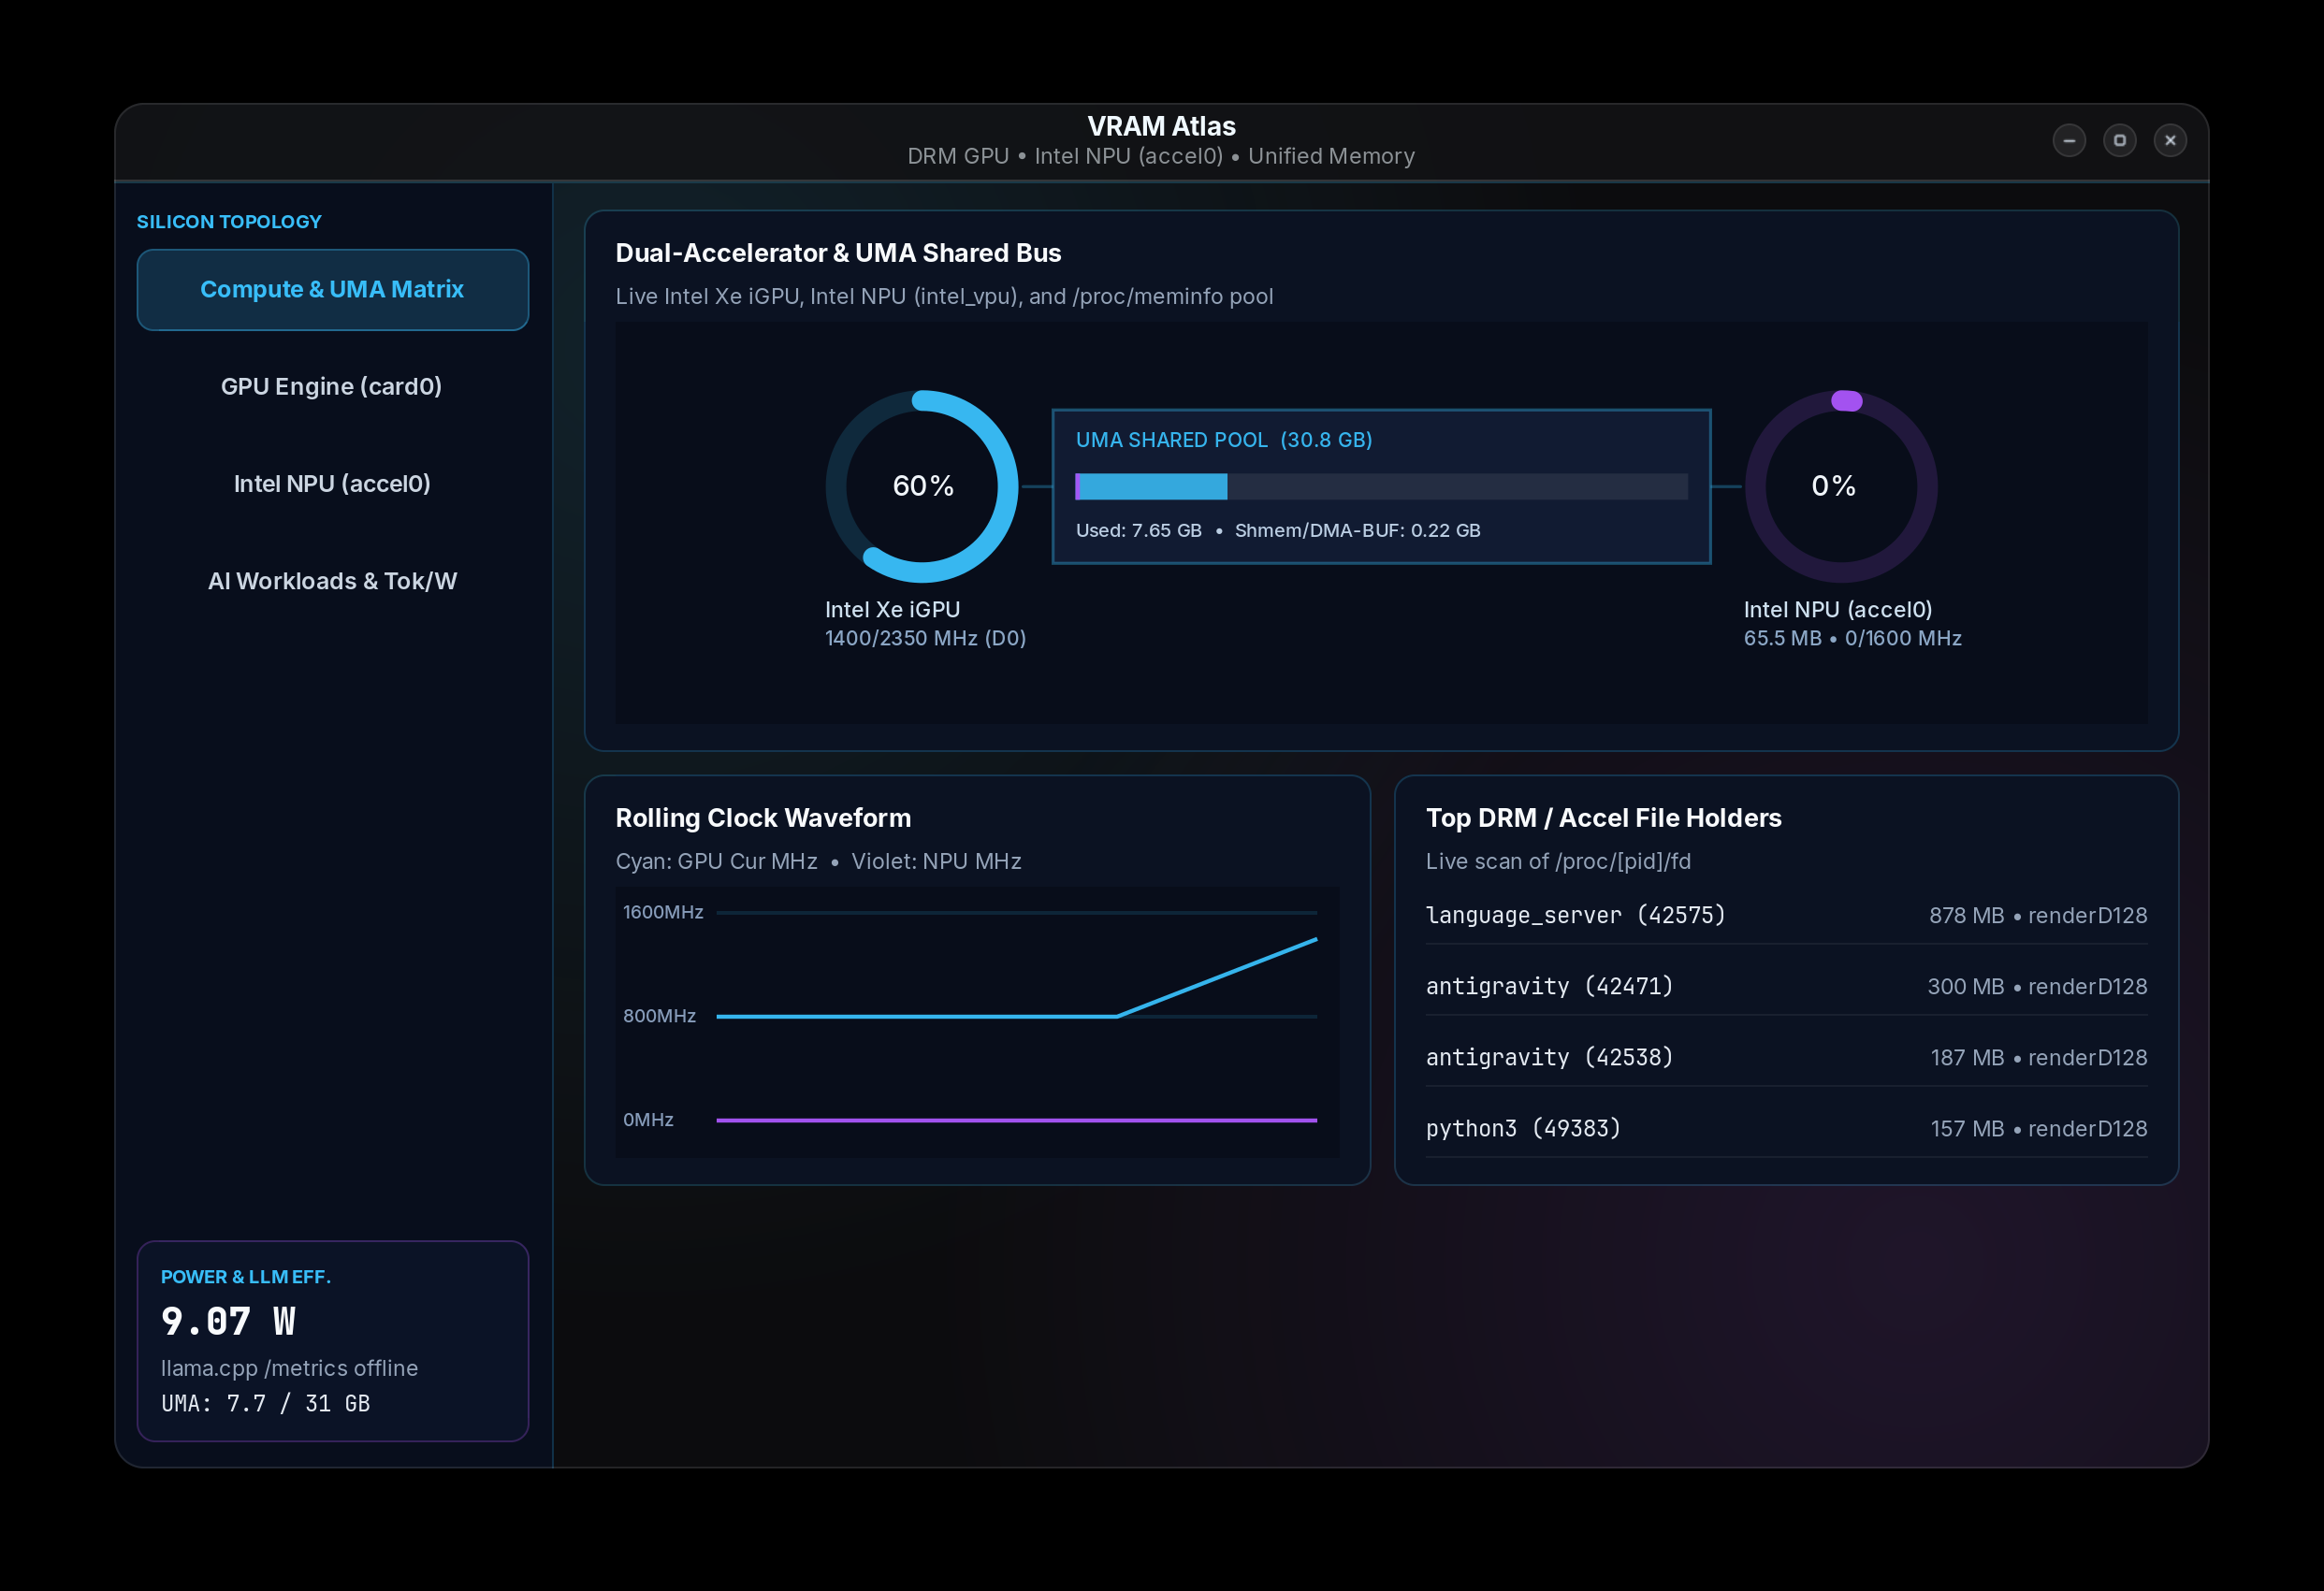 VRAM Atlas
DRM GPU • Intel NPU (accel0) • Unified Memory
SILICON TOPOLOGY
Compute & UMA Matrix
GPU Engine (card0)
Intel NPU (accel0)
AI Workloads & Tok/W
POWER & LLM EFF.
9.07 W
llama.cpp /metrics offline
UMA: 7.7 / 31 GB
Dual-Accelerator & UMA Shared Bus
Live Intel Xe iGPU, Intel NPU (intel_vpu), and /proc/meminfo pool
60%
Intel Xe iGPU
1400/2350 MHz (D0)
UMA SHARED POOL (30.8 GB)
Used: 7.65 GB • Shmem/DMA-BUF: 0.22 GB
0%
Intel NPU (accel0)
65.5 MB • 0/1600 MHz
Rolling Clock Waveform
Cyan: GPU Cur MHz • Violet: NPU MHz
1600MHz
800MHz
0MHz
Top DRM / Accel File Holders
Live scan of /proc/[pid]/fd
language_server (42575) 878 MB • renderD128
antigravity (42471) 300 MB • renderD128
antigravity (42538) 187 MB • renderD128
python3 (49383) 157 MB • renderD128